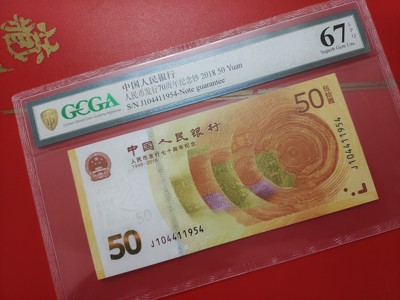 GCGA
中国人民银行
人民币发行70周年纪念钞 2018 50 Yuan
S/N J104411954-Note guarantee
67
EPQ
Superb Gem Unc
50
伍拾圆
中国人民银行
人民币发行七十周年纪念
1948-2018
J104411954
50
J104411954